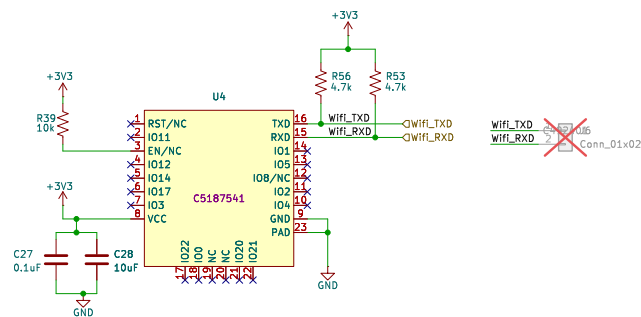 +3V3
R56
4.7k
R53
4.7k
+3V3
R39
10k
U4
1 RST/NC
2 IO11
3 EN/NC
4 IO12
5 IO14
6 IO17
7 IO3
8 VCC
TXD 16
RXD 15
IO1 14
IO5 13
IO8/NC 12
IO2 11
IO4 10
GND 9
PAD 23
C5187541
17 IO22
18 IO0
19 NC
20 NC
21 IO20
22 IO21
Wifi_TXD
Wifi_TXD
Wifi_RXD
Wifi_RXD
Wifi_TXD
Wifi_RXD
1
2
Conn_01x02
+3V3
C27
0.1uF
C28
10uF
GND
GND